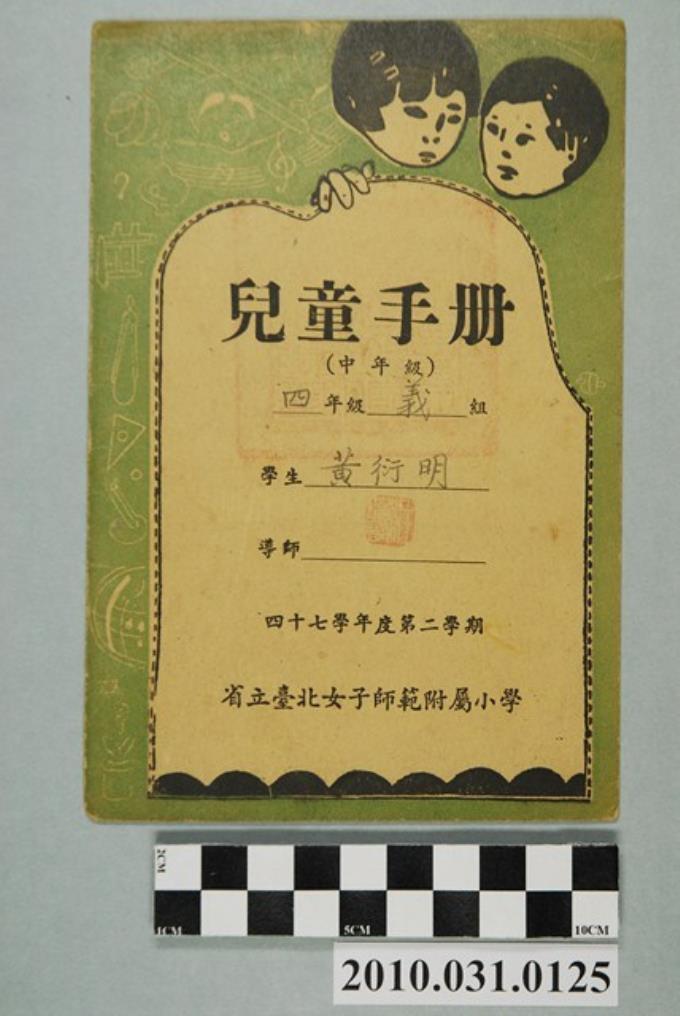 兒童手册
(中年級)
四年級義組
學生 黃衍明
導師
四十七學年度第二學期
省立臺北女子師範附屬小學
2CM
1CM 5CM 10CM
2010.031.0125